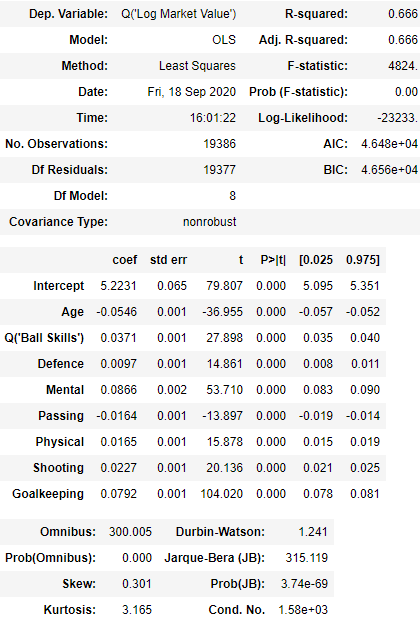 Dep. Variable: Q('Log Market Value') R-squared: 0.666
Model: OLS Adj. R-squared: 0.666
Method: Least Squares F-statistic: 4824.
Date: Fri, 18 Sep 2020 Prob (F-statistic): 0.00
Time: 16:01:22 Log-Likelihood: -23233.
No. Observations: 19386 AIC: 4.648e+04
Df Residuals: 19377 BIC: 4.656e+04
Df Model: 8
Covariance Type: nonrobust
coef std err t P>|t| [0.025 0.975]
Intercept 5.2231 0.065 79.807 0.000 5.095 5.351
Age -0.0546 0.001 -36.955 0.000 -0.057 -0.052
Q('Ball Skills') 0.0371 0.001 27.898 0.000 0.035 0.040
Defence 0.0097 0.001 14.861 0.000 0.008 0.011
Mental 0.0866 0.002 53.710 0.000 0.083 0.090
Passing -0.0164 0.001 -13.897 0.000 -0.019 -0.014
Physical 0.0165 0.001 15.878 0.000 0.015 0.019
Shooting 0.0227 0.001 20.136 0.000 0.021 0.025
Goalkeeping 0.0792 0.001 104.020 0.000 0.078 0.081
Omnibus: 300.005 Durbin-Watson: 1.241
Prob(Omnibus): 0.000 Jarque-Bera (JB): 315.119
Skew: 0.301 Prob(JB): 3.74e-69
Kurtosis: 3.165 Cond. No. 1.58e+03